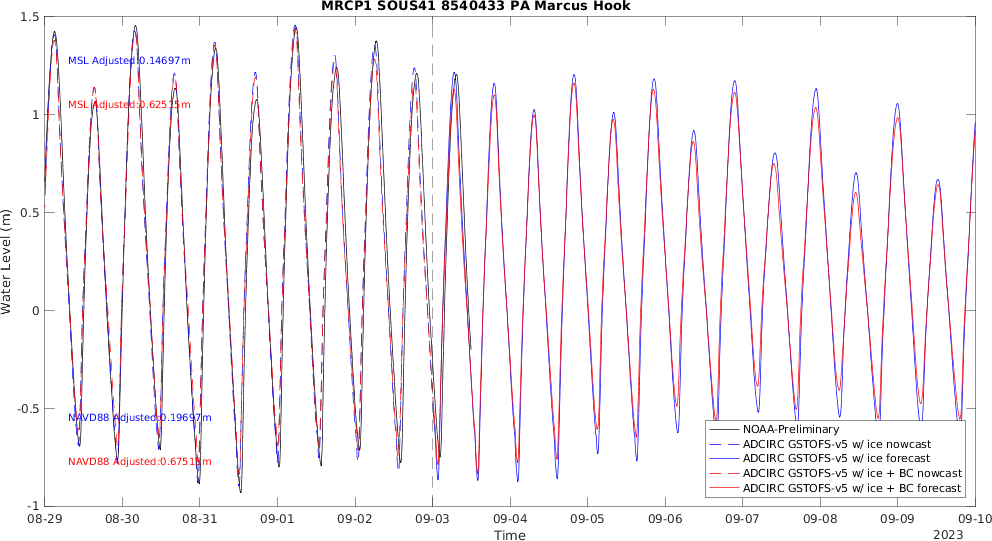 MRCP1 SOUS41 8540433 PA Marcus Hook
1.5
1
0.5
0
-0.5
-1
Water Level (m)
MSL Adjusted:0.14697m
MSL Adjusted:0.62515m
NAVD88 Adjusted:0.19697m
NAVD88 Adjusted:0.67515m
NOAA-Preliminary
ADCIRC GSTOFS-v5 w/ ice nowcast
ADCIRC GSTOFS-v5 w/ ice forecast
ADCIRC GSTOFS-v5 w/ ice + BC nowcast
ADCIRC GSTOFS-v5 w/ ice + BC forecast
08-29 08-30 08-31 09-01 09-02 09-03 09-04 09-05 09-06 09-07 09-08 09-09 09-10
Time
2023